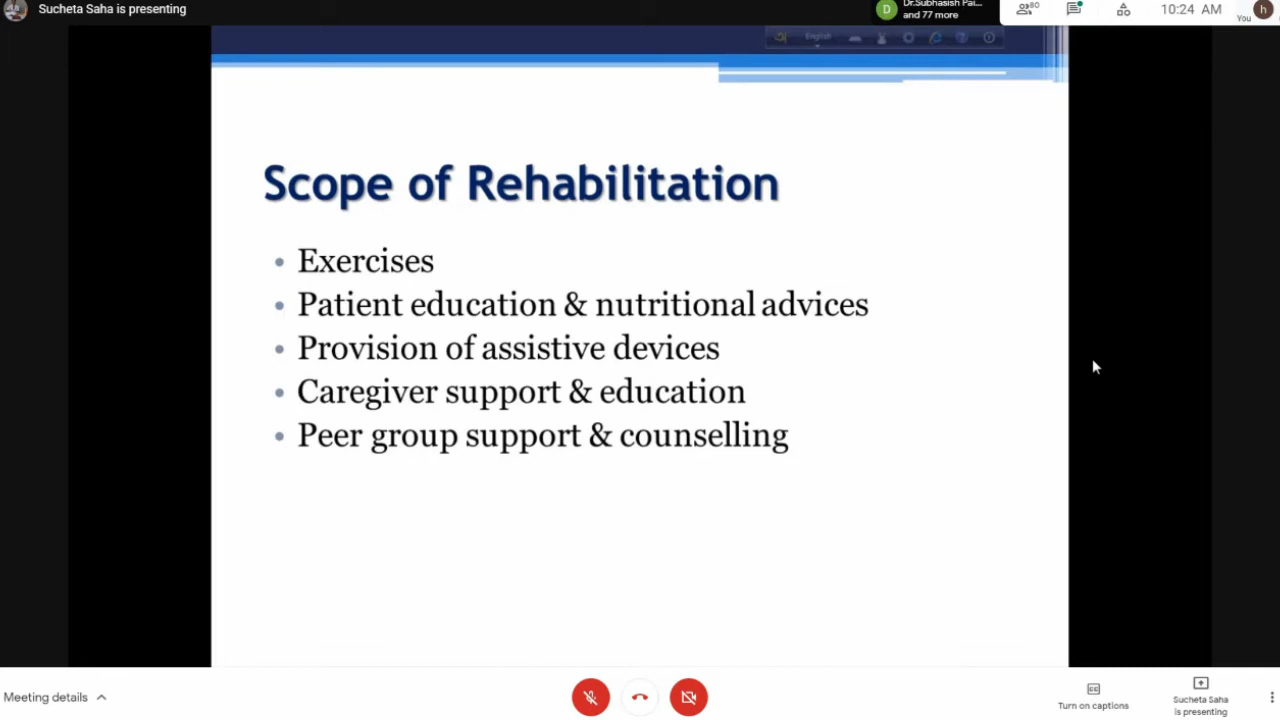 Sucheta Saha is presenting
D
Dr.Subhasish Pai...
and 77 more
80
10:24 AM
You
h
English
Scope of Rehabilitation
• Exercises
• Patient education & nutritional advices
• Provision of assistive devices
• Caregiver support & education
• Peer group support & counselling
Meeting details
Turn on captions
Sucheta Saha
is presenting